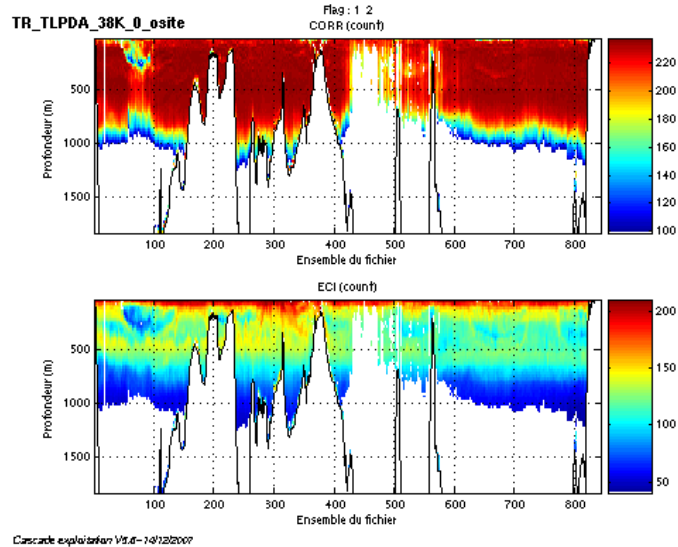 Flag : 1 2
TR_TLPDA_38K_0_osite
CORR (count)
Profondeur (m)
500
1000
1500
100 200 300 400 500 600 700 800
Ensemble du fichier
220
200
180
160
140
120
100
ECI (count)
Profondeur (m)
500
1000
1500
100 200 300 400 500 600 700 800
Ensemble du fichier
200
150
100
50
Cascade exploitation V5.6-14/12/2007